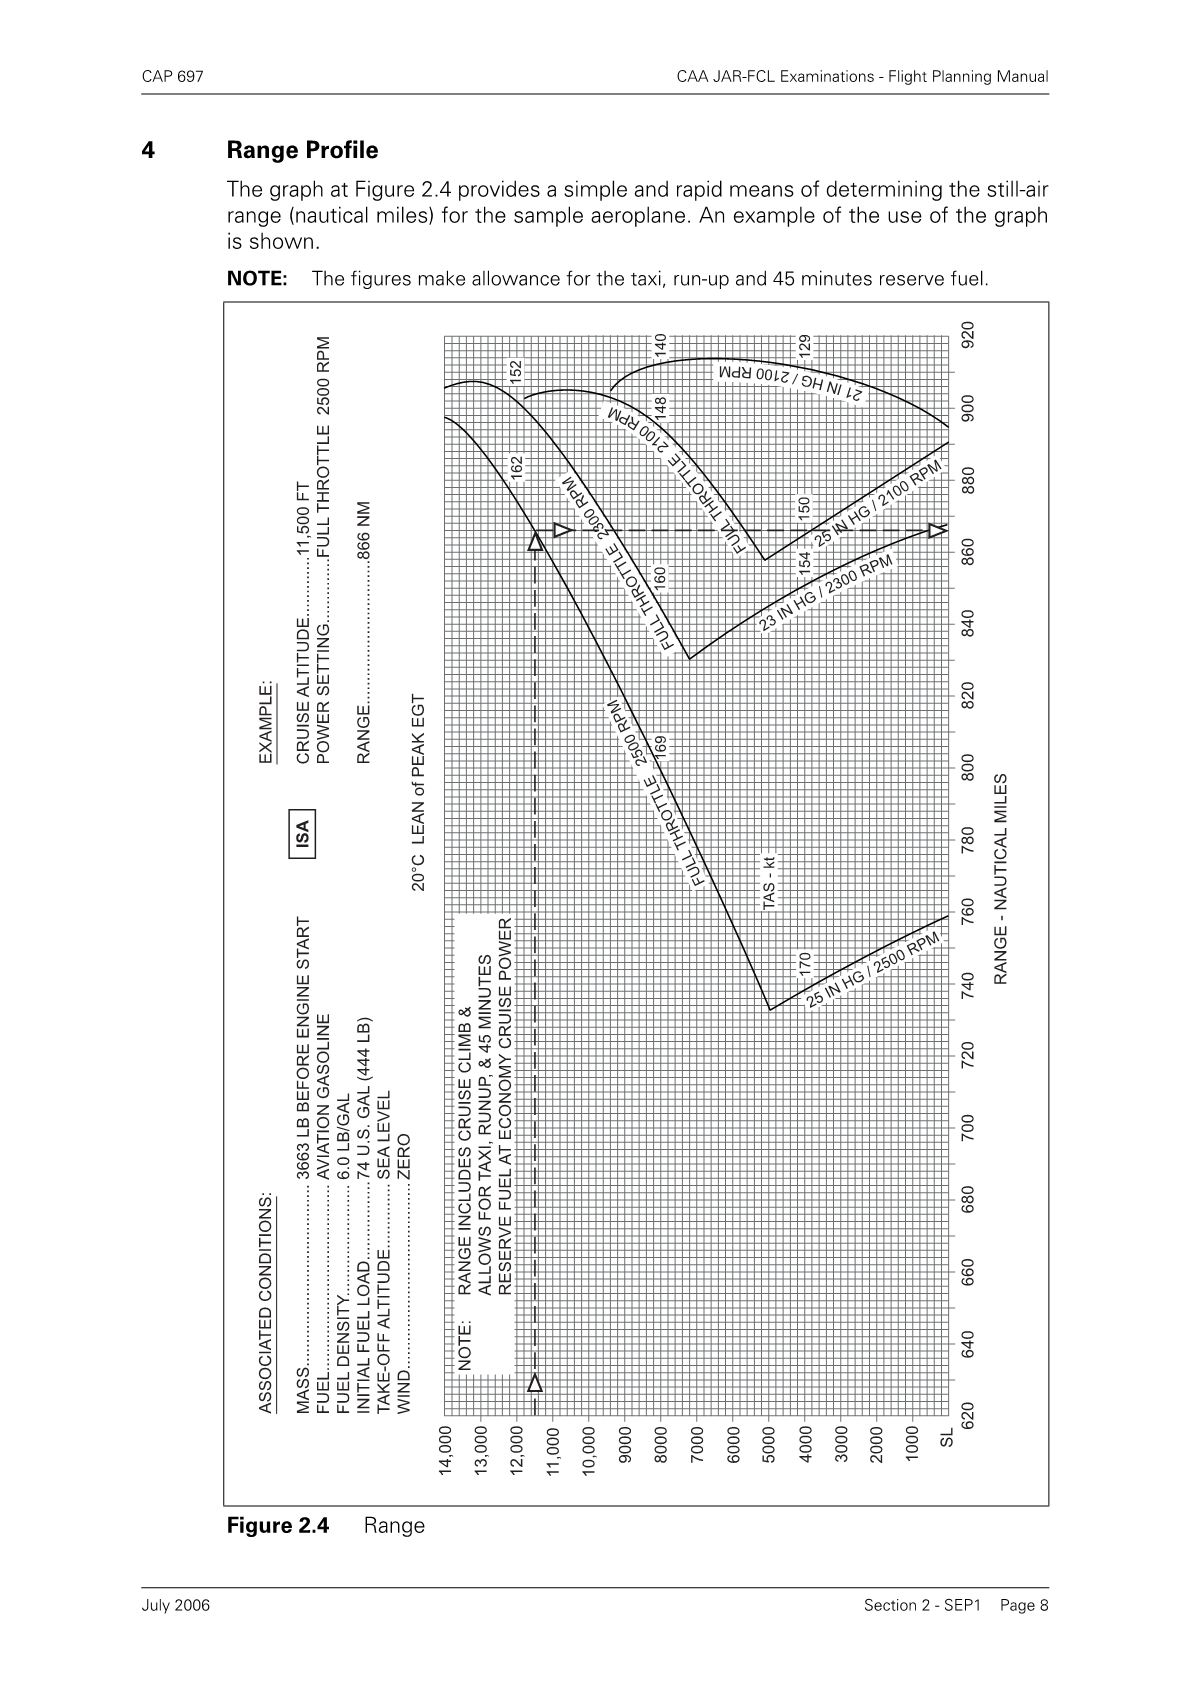 CAP 697
CAA JAR-FCL Examinations - Flight Planning Manual
4 Range Profile
The graph at Figure 2.4 provides a simple and rapid means of determining the still-air
range (nautical miles) for the sample aeroplane. An example of the use of the graph
is shown.
NOTE: The figures make allowance for the taxi, run-up and 45 minutes reserve fuel.
ASSOCIATED CONDITIONS:
MASS....................................... 3663 LB BEFORE ENGINE START
FUEL........................................ AVIATION GASOLINE
FUEL DENSITY........................ 6.0 LB/GAL
INITIAL FUEL LOAD.................74 U.S. GAL (444 LB)
TAKE-OFF ALTITUDE.............. SEA LEVEL
WIND........................................ ZERO
ISA
EXAMPLE:
CRUISE ALTITUDE.............11,500 FT
POWER SETTING..............FULL THROTTLE 2500 RPM
RANGE...............................866 NM
20°C LEAN of PEAK EGT
NOTE: RANGE INCLUDES CRUISE CLIMB &
ALLOWS FOR TAXI, RUNUP, & 45 MINUTES
RESERVE FUEL AT ECONOMY CRUISE POWER
14,000
13,000
12,000
11,000
10,000
9000
8000
7000
6000
5000
4000
3000
2000
1000
SL
162
152
FULL THROTTLE 2500 RPM
169
FULL THROTTLE 2300 RPM
160
FULL THROTTLE 2100 RPM
148
140
TAS - kt
170
25 IN HG / 2500 RPM
154
23 IN HG / 2300 RPM
150
25 IN HG / 2100 RPM
129
21 IN HG / 2100 RPM
620 640 660 680 700 720 740 760 780 800 820 840 860 880 900 920
RANGE - NAUTICAL MILES
Figure 2.4 Range
July 2006
Section 2 - SEP1 Page 8